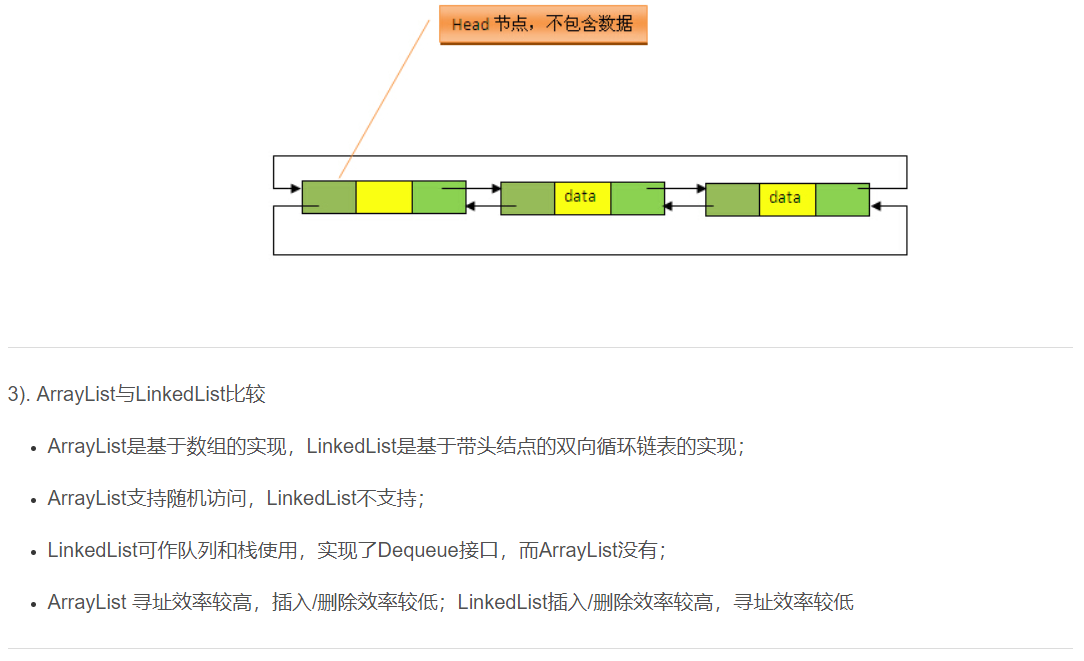 Head 节点，不包含数据
data
data
3). ArrayList与LinkedList比较
ArrayList是基于数组的实现，LinkedList是基于带头结点的双向循环链表的实现；
ArrayList支持随机访问，LinkedList不支持；
LinkedList可作队列和栈使用，实现了Dequeue接口，而ArrayList没有；
ArrayList 寻址效率较高，插入/删除效率较低；LinkedList插入/删除效率较高，寻址效率较低